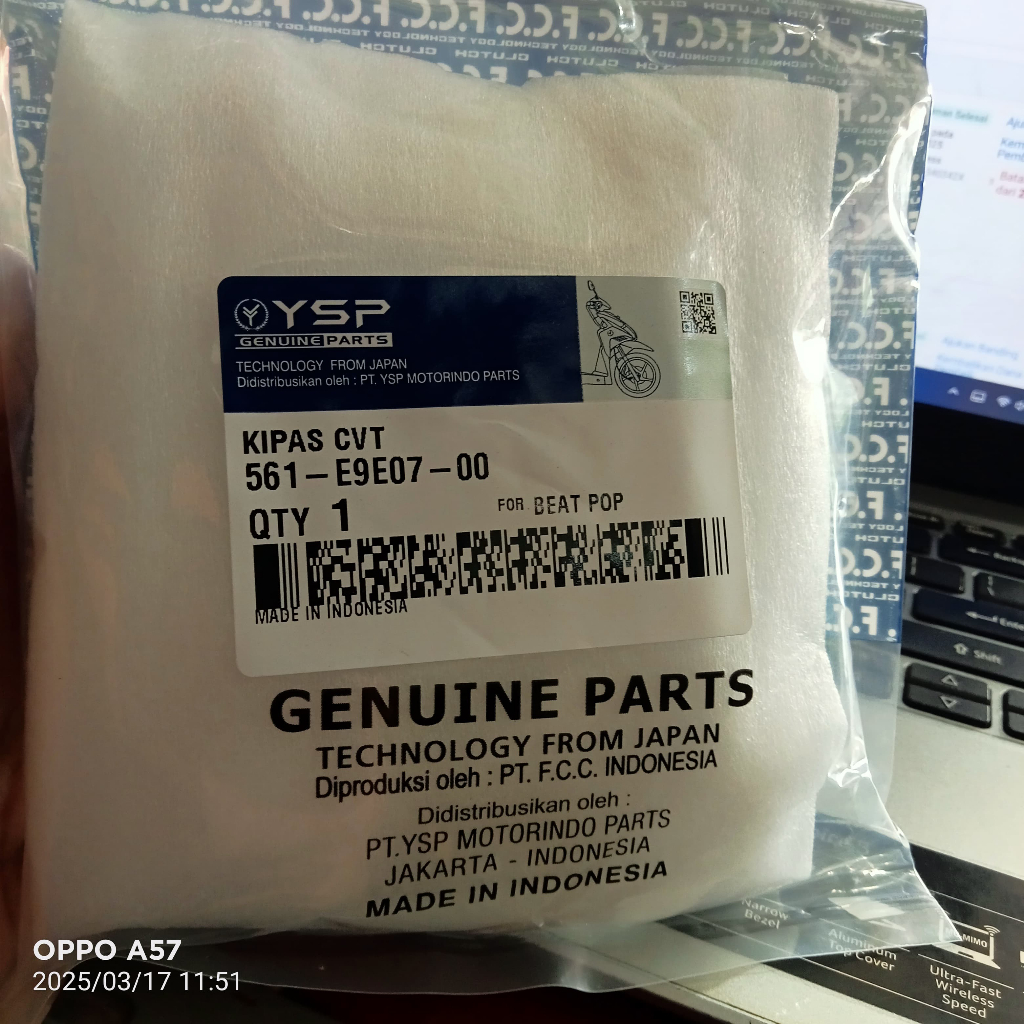 F.C.C.
CLUTCH
TECHNOLOGY
YSP
GENUINE PARTS
TECHNOLOGY FROM JAPAN
Didistribusikan oleh : PT. YSP MOTORINDO PARTS
KIPAS CVT
561-E9E07-00
QTY 1
FOR BEAT POP
MADE IN INDONESIA
GENUINE PARTS
TECHNOLOGY FROM JAPAN
Diproduksi oleh : PT. F.C.C. INDONESIA
Didistribusikan oleh :
PT.YSP MOTORINDO PARTS
JAKARTA - INDONESIA
MADE IN INDONESIA
Enter
Shift
Narrow
Bezel
Aluminum
Top Cover
MIMO
Ultra-Fast
Wireless
Speed
OPPO A57
2025/03/17 11:51